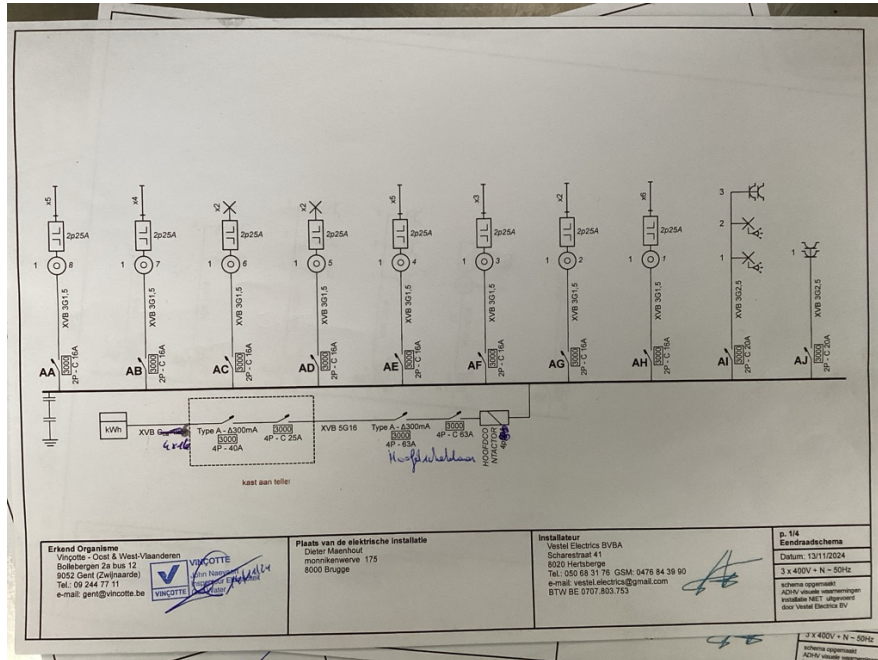 x5
x4
x2
x2
x5
x3
x2
x6
3
2p25A
2p25A
2p25A
2p25A
2p25A
2p25A
2p25A
2p25A
2
1 8
1 7
1 6
1 5
1 4
1 3
1 2
1 1
1
1
XVB 3G1,5
XVB 3G1,5
XVB 3G1,5
XVB 3G1,5
XVB 3G1,5
XVB 3G1,5
XVB 3G1,5
XVB 3G1,5
XVB 3G2,5
XVB 3G2,5
AA
3000
2P - C 16A
AB
3000
2P - C 16A
AC
3000
2P - C 16A
AD
3000
2P - C 16A
AE
3000
2P - C 16A
AF
3000
2P - C 16A
AG
3000
2P - C 16A
AH
3000
2P - C 16A
AI
3000
2P - C 20A
AJ
3000
2P - C 20A
kWh
XVB
4x16
Type A - Δ300mA
3000
4P - 40A
3000
4P - C 25A
XVB 5G16
Type A - Δ300mA
3000
4P - 63A
3000
4P - C 63A
HOOFDCO
NTACTOR
kast aan teller
Erkend Organisme
Vinçotte - Oost & West-Vlaanderen
Bollebergen 2a bus 12
9052 Gent (Zwijnaarde)
Tel.: 09 244 77 11
e-mail: gent@vincotte.be
VINÇOTTE
VINÇOTTE
John Naeyaert
Plaats van de elektrische installatie
Dieter Maenhout
monnikenwerve 175
8000 Brugge
Installateur
Vestel Electrics BVBA
Scharestraat 41
8020 Hertsberge
Tel.: 050 68 31 76 GSM: 0476 84 39 90
e-mail: vestel.electrics@gmail.com
BTW BE 0707.803.753
p. 1/4
Eendraadschema
Datum: 13/11/2024
3 x 400V + N ~ 50Hz
schema opgemaakt
ADHV visuele waarnemingen
installatie NIET uitgevoerd
door Vestel Electrics BV
3 x 400V + N ~ 50Hz
schema opgemaakt
ADHV visuele